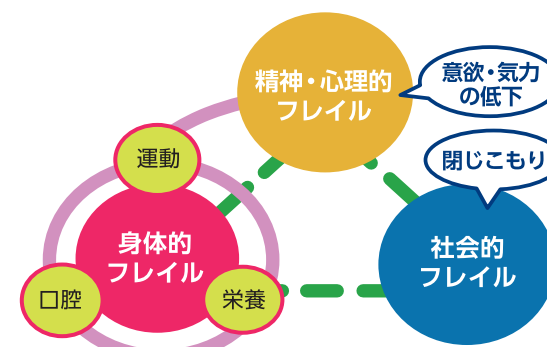 精神・心理的
フレイル
意欲・気力
の低下
運動
閉じこもり
身体的
フレイル
社会的
フレイル
口腔
栄養